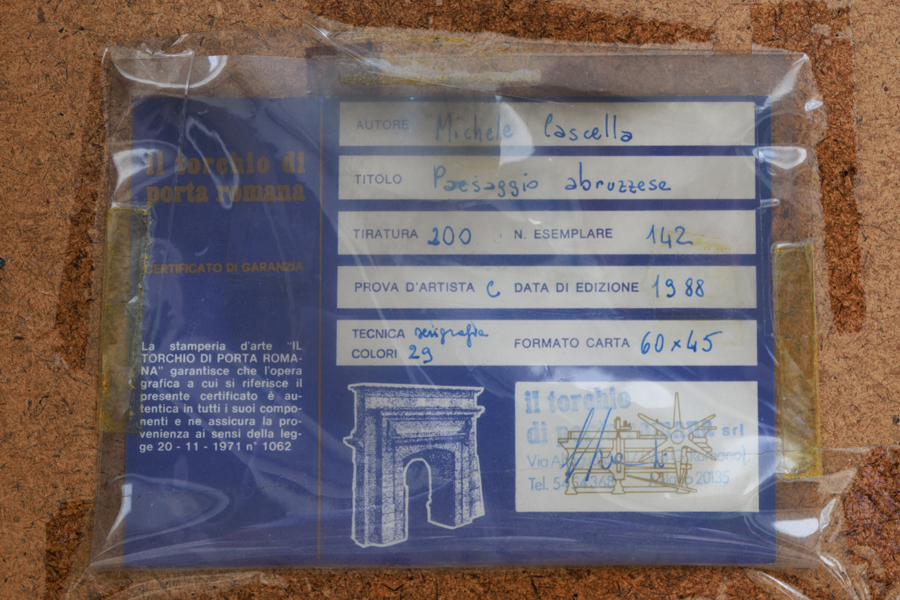 il torchio di
porta romana
CERTIFICATO DI GARANZIA
La stamperia d'arte "IL
TORCHIO DI PORTA ROMA-
NA" garantisce che l'opera
grafica a cui si riferisce il
presente certificato è au-
tentica in tutti i suoi compo-
nenti e ne assicura la pro-
venienza ai sensi della leg-
ge 20 - 11 - 1971 n° 1062
AUTORE Michele Cascella
TITOLO Paesaggio abruzzese
TIRATURA 200 N. ESEMPLARE 142
PROVA D'ARTISTA C DATA DI EDIZIONE 1988
TECNICA serigrafia
COLORI 29 FORMATO CARTA 60x45
il torchio
di srl
Via
Tel. 20135